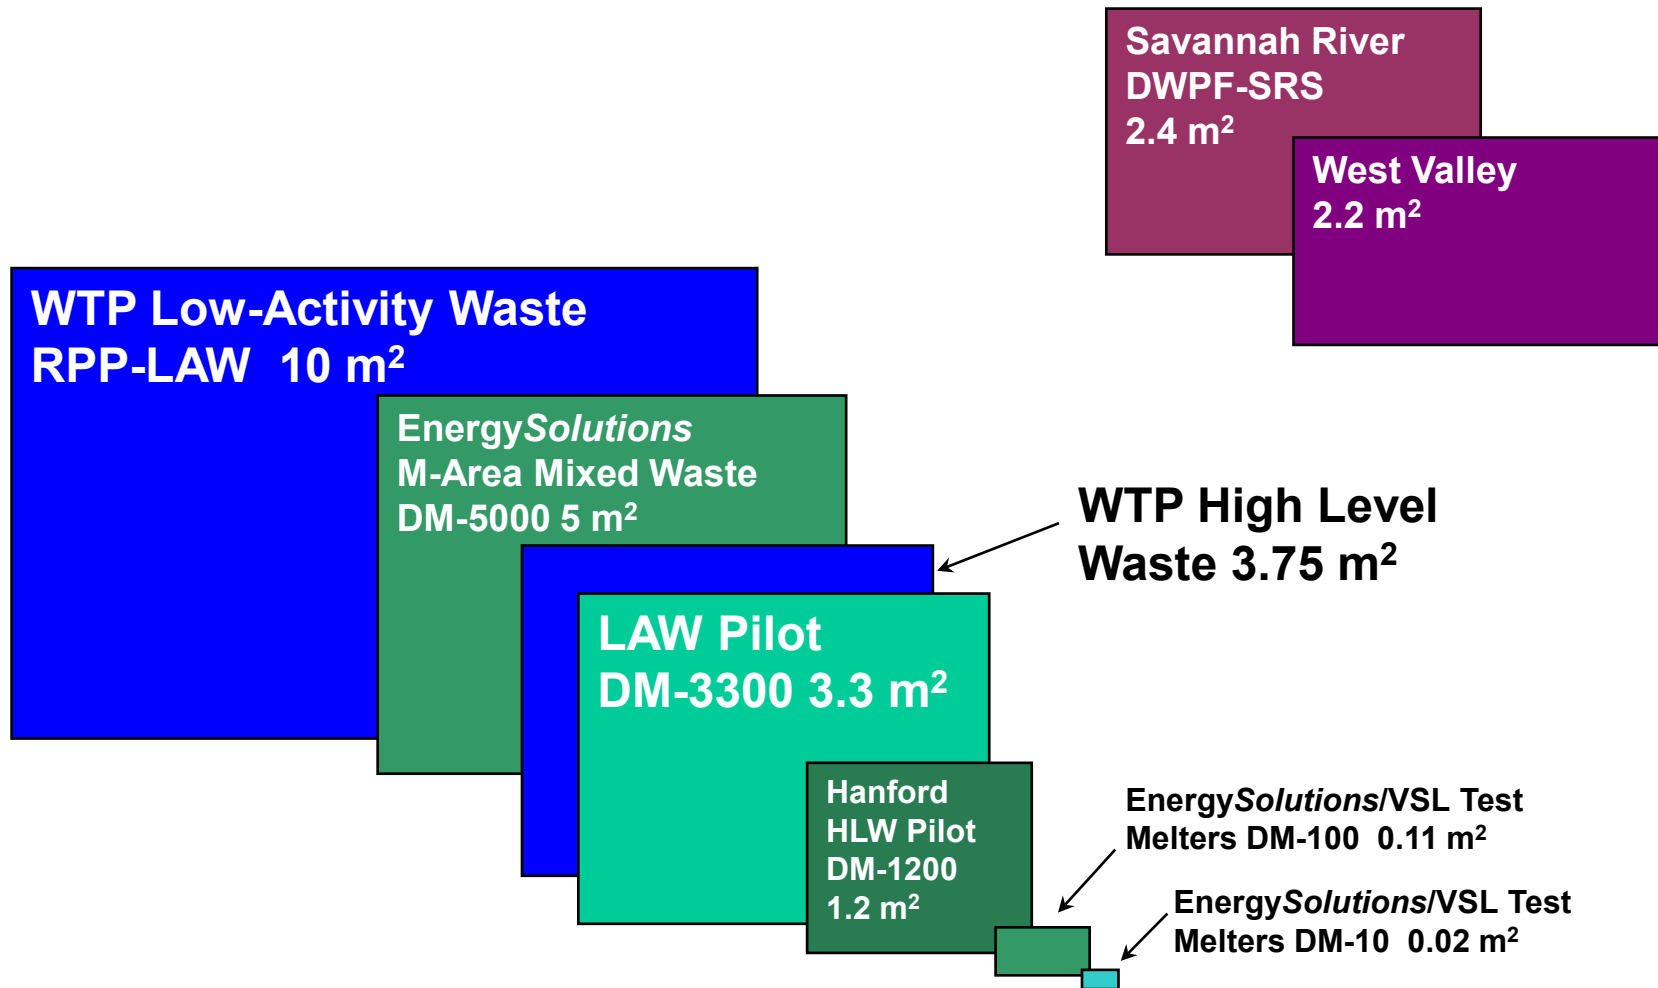 Savannah River
DWPF-SRS
2.4 m²
West Valley
2.2 m²
WTP Low-Activity Waste
RPP-LAW  10 m²
EnergySolutions
M-Area Mixed Waste
DM-5000 5 m²
WTP High Level
Waste 3.75 m²
LAW Pilot
DM-3300 3.3 m²
Hanford
HLW Pilot
DM-1200
1.2 m²
EnergySolutions/VSL Test
Melters DM-100  0.11 m²
EnergySolutions/VSL Test
Melters DM-10  0.02 m²